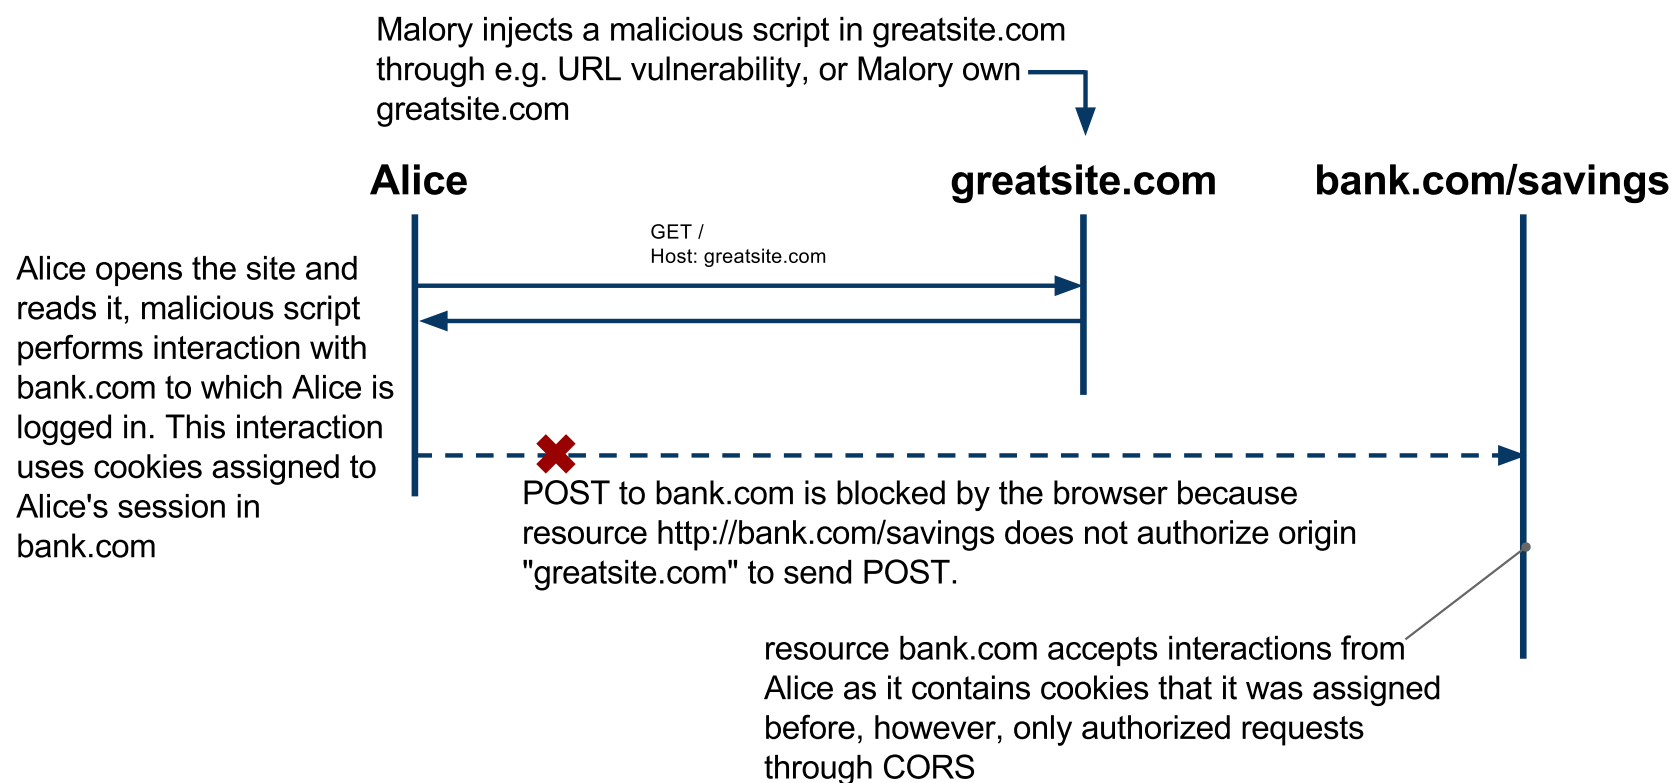 Malory injects a malicious script in greatsite.com
through e.g. URL vulnerability, or Malory own
greatsite.com
Alice
greatsite.com
bank.com/savings
GET /
Host: greatsite.com
Alice opens the site and
reads it, malicious script
performs interaction with
bank.com to which Alice is
logged in. This interaction
uses cookies assigned to
Alice's session in
bank.com
POST to bank.com is blocked by the browser because
resource http://bank.com/savings does not authorize origin
"greatsite.com" to send POST.
resource bank.com accepts interactions from
Alice as it contains cookies that it was assigned
before, however, only authorized requests
through CORS